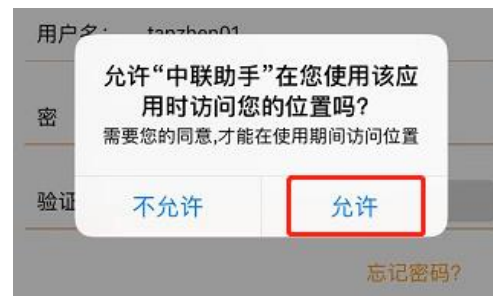 用户名: tanzhen01
允许“中联助手”在您使用该应
用时访问您的位置吗?
需要您的同意,才能在使用期间访问位置
密
验证
不允许
允许
忘记密码?